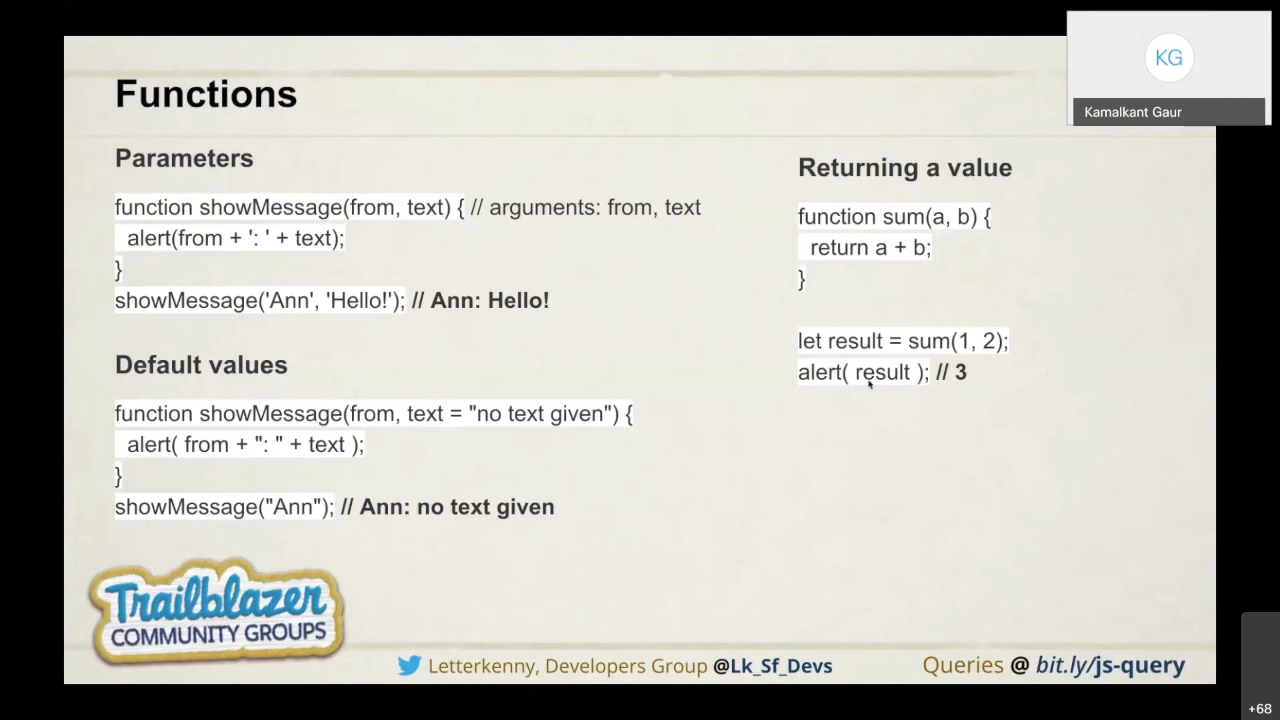 KG
Kamalkant Gaur
Functions
Parameters
function showMessage(from, text) { // arguments: from, text
alert(from + ': ' + text);
}
showMessage('Ann', 'Hello!'); // Ann: Hello!
Default values
function showMessage(from, text = "no text given") {
alert( from + ": " + text );
}
showMessage("Ann"); // Ann: no text given
Returning a value
function sum(a, b) {
return a + b;
}
let result = sum(1, 2);
alert( result ); // 3
Trailblazer
COMMUNITY GROUPS
Letterkenny, Developers Group @Lk_Sf_Devs
Queries @ bit.ly/js-query
+68